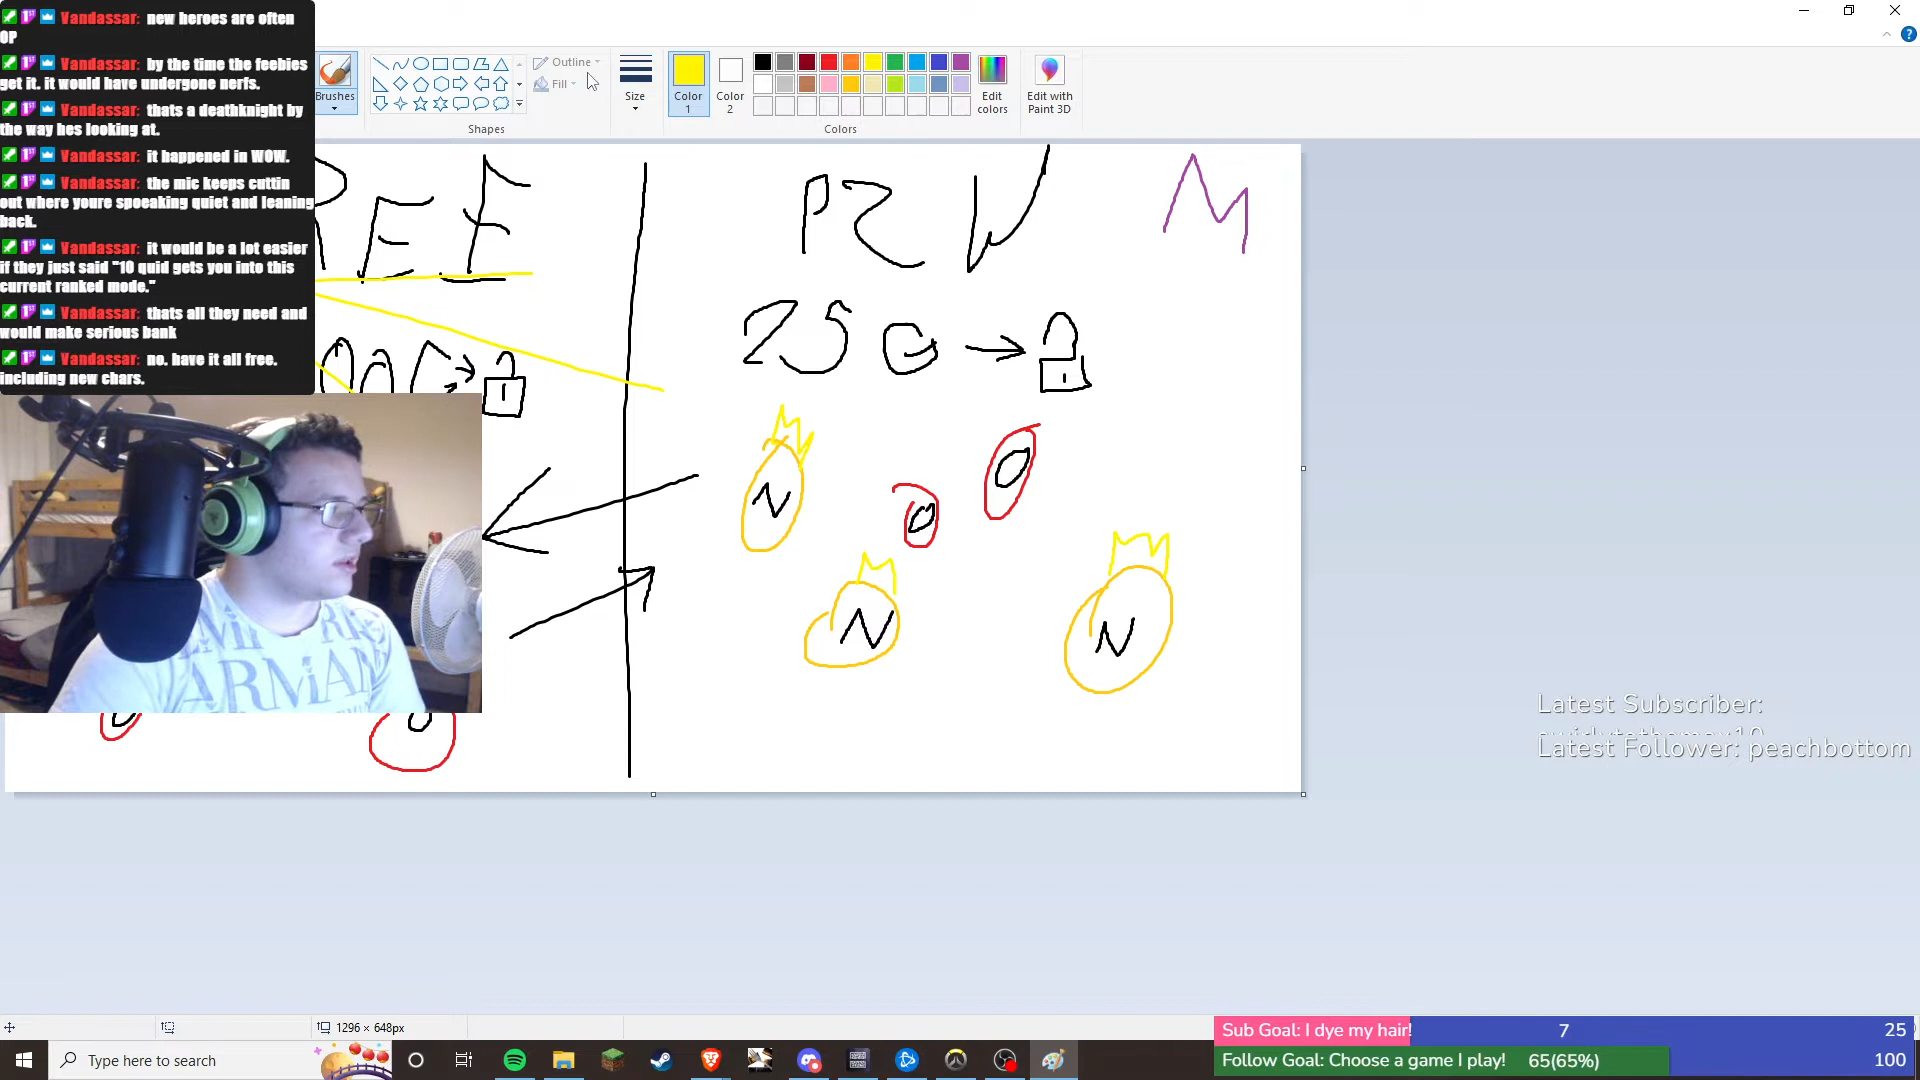 Vandassar: new heroes are often
OP
Vandassar: by the time the feebies
get it. it would have undergone nerfs.
Vandassar: thats a deathknight by
the way hes looking at.
Vandassar: it happened in WOW.
Vandassar: the mic keeps cuttin
out where youre spoeaking quiet and leaning
back.
Vandassar: it would be a lot easier
if they just said "10 quid gets you into this
current ranked mode."
Vandassar: thats all they need and
would make serious bank
Vandassar: no. have it all free.
including new chars.
Brushes
Outline
Fill
Shapes
Size
Color
1
Color
2
Edit
colors
Edit with
Paint 3D
Colors
P2 W
M
25 G
N
O
O
N
N
EMPORIO
ARMAN
Latest Subscriber:
Latest Follower: peachbottom
1296 × 648px
Type here to search
Sub Goal: I dye my hair! 7 25
Follow Goal: Choose a game I play! 65(65%) 100